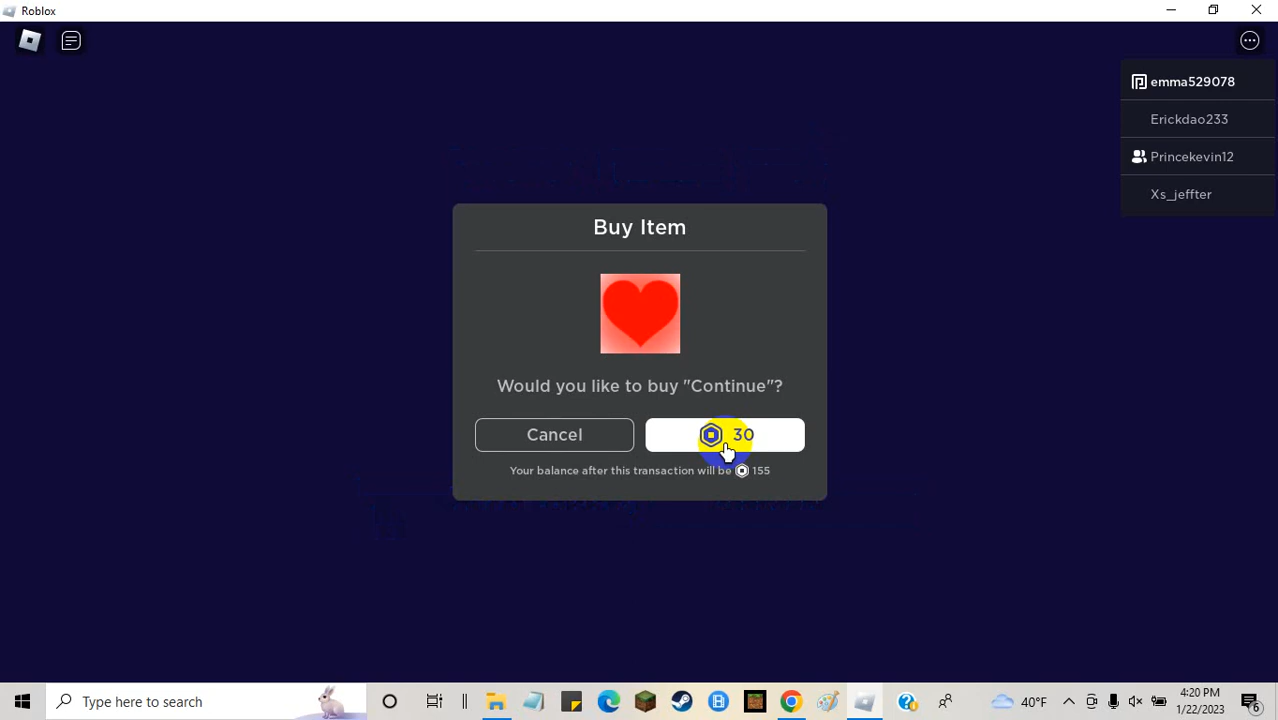 Roblox
emma529078
Erickdao233
Princekevin12
Xs_jeffter
Buy Item
Would you like to buy "Continue"?
Cancel
30
Your balance after this transaction will be 155
Type here to search
40°F
4:20 PM
1/22/2023
6